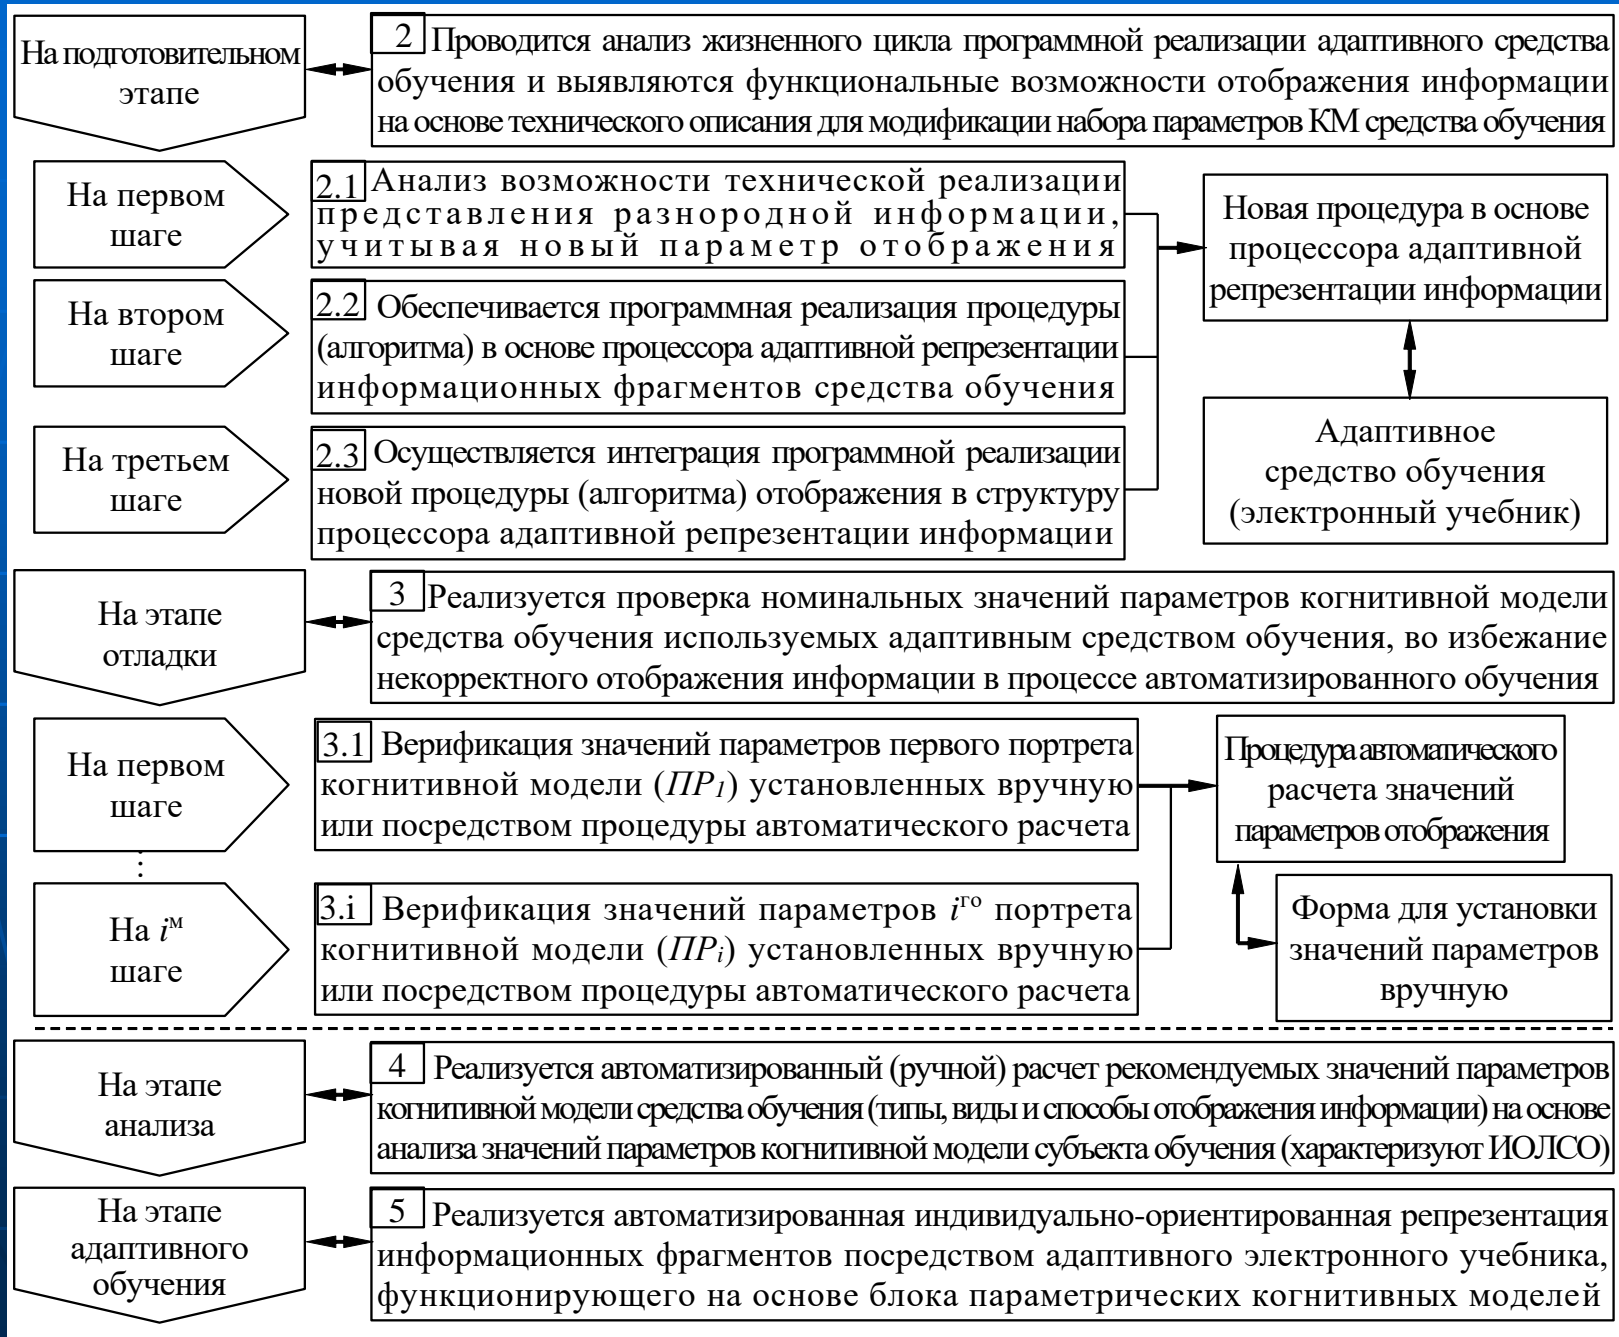 На подготовительном
этапе
2 Проводится анализ жизненного цикла программной реализации адаптивного средства
обучения и выявляются функциональные возможности отображения информации
на основе технического описания для модификации набора параметров КМ средства обучения
На первом
шаге
2.1 Анализ возможности технической реализации
представления разнородной информации,
учитывая новый параметр отображения
Новая процедура в основе
процессора адаптивной
репрезентации информации
На втором
шаге
2.2 Обеспечивается программная реализация процедуры
(алгоритма) в основе процессора адаптивной репрезентации
информационных фрагментов средства обучения
Адаптивное
средство обучения
(электронный учебник)
На третьем
шаге
2.3 Осуществляется интеграция программной реализации
новой процедуры (алгоритма) отображения в структуру
процессора адаптивной репрезентации информации
На этапе
отладки
3 Реализуется проверка номинальных значений параметров когнитивной модели
средства обучения используемых адаптивным средством обучения, во избежание
некорректного отображения информации в процессе автоматизированного обучения
На первом
шаге
3.1 Верификация значений параметров первого портрета
когнитивной модели (ПР1) установленных вручную
или посредством процедуры автоматического расчета
Процедура автоматического
расчета значений
параметров отображения
⋮
На iм
шаге
3.i Верификация значений параметров iго портрета
когнитивной модели (ПРi) установленных вручную
или посредством процедуры автоматического расчета
Форма для установки
значений параметров
вручную
На этапе
анализа
4 Реализуется автоматизированный (ручной) расчет рекомендуемых значений параметров
когнитивной модели средства обучения (типы, виды и способы отображения информации) на основе
анализа значений параметров когнитивной модели субъекта обучения (характеризуют ИОЛСО)
На этапе
адаптивного
обучения
5 Реализуется автоматизированная индивидуально-ориентированная репрезентация
информационных фрагментов посредством адаптивного электронного учебника,
функционирующего на основе блока параметрических когнитивных моделей